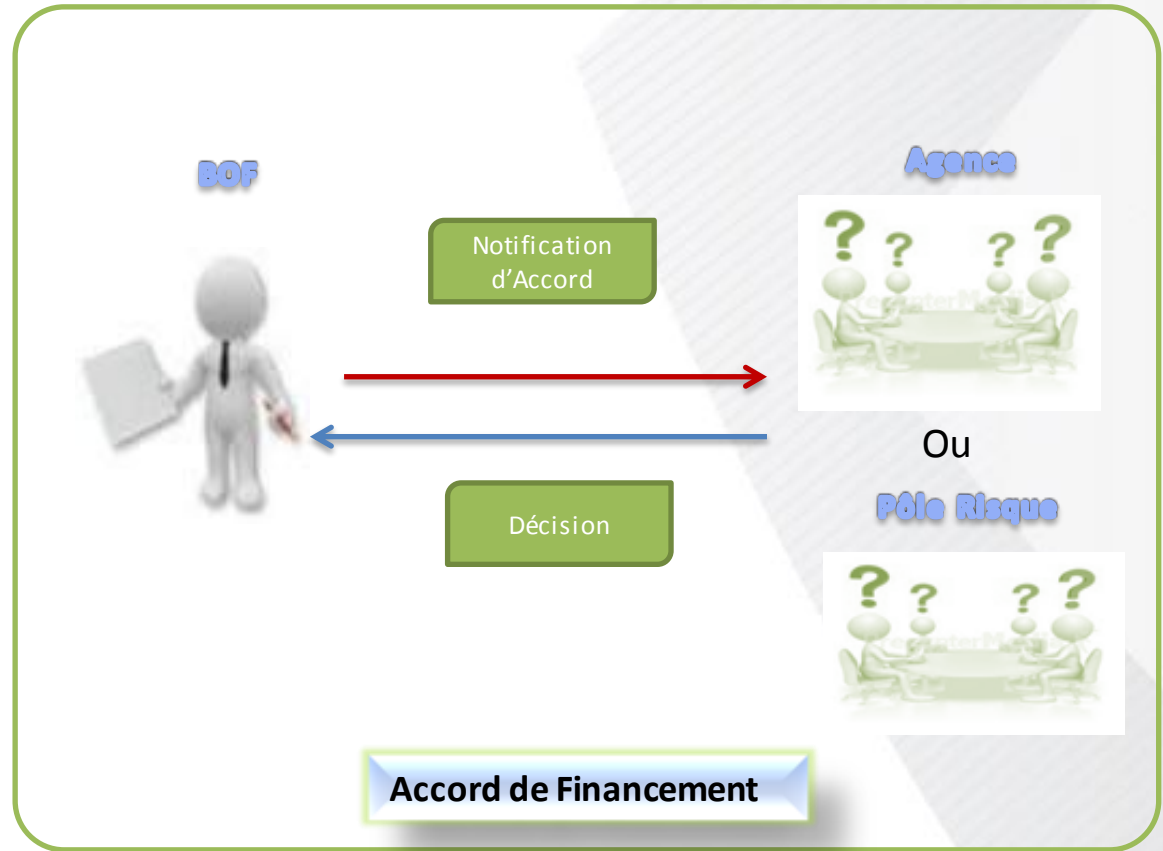 BOF
Agence
Notification
d’Accord
Ou
Décision
Pôle Risque
Accord de Financement